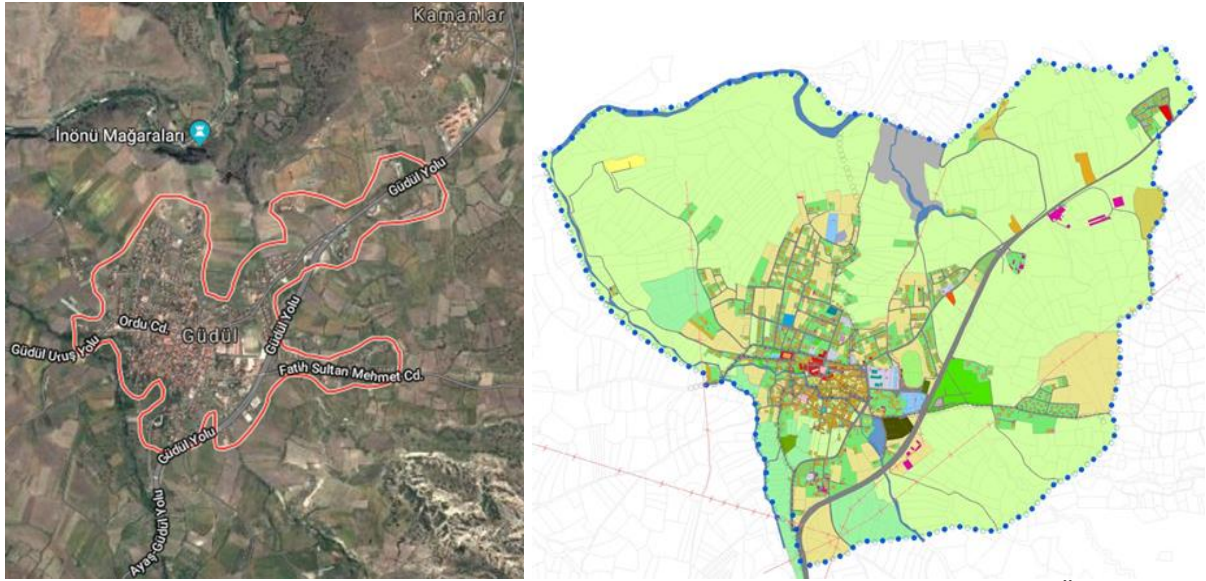 Kamanlar
İnönü Mağaraları
Güdül Yolu
Güdül Yolu
Ordu Cd.
Güdül
Güdül Uruş Yolu
Fatih Sultan Mehmet Cd.
Güdül Yolu
Ayaş Güdül Yolu